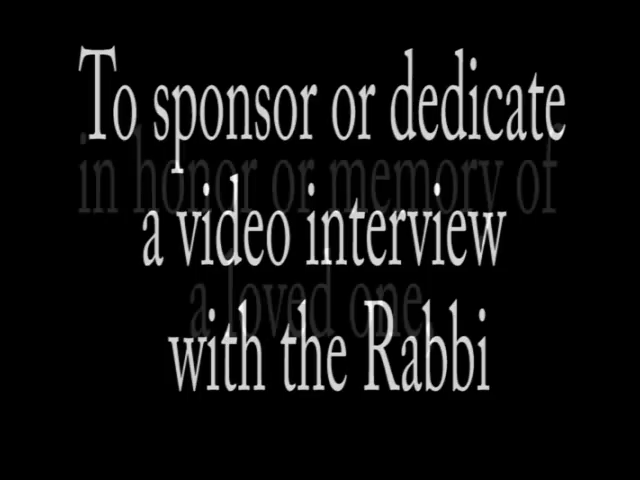 To sponsor or dedicate
in honor or memory of
a video interview
a loved one
with the Rabbi